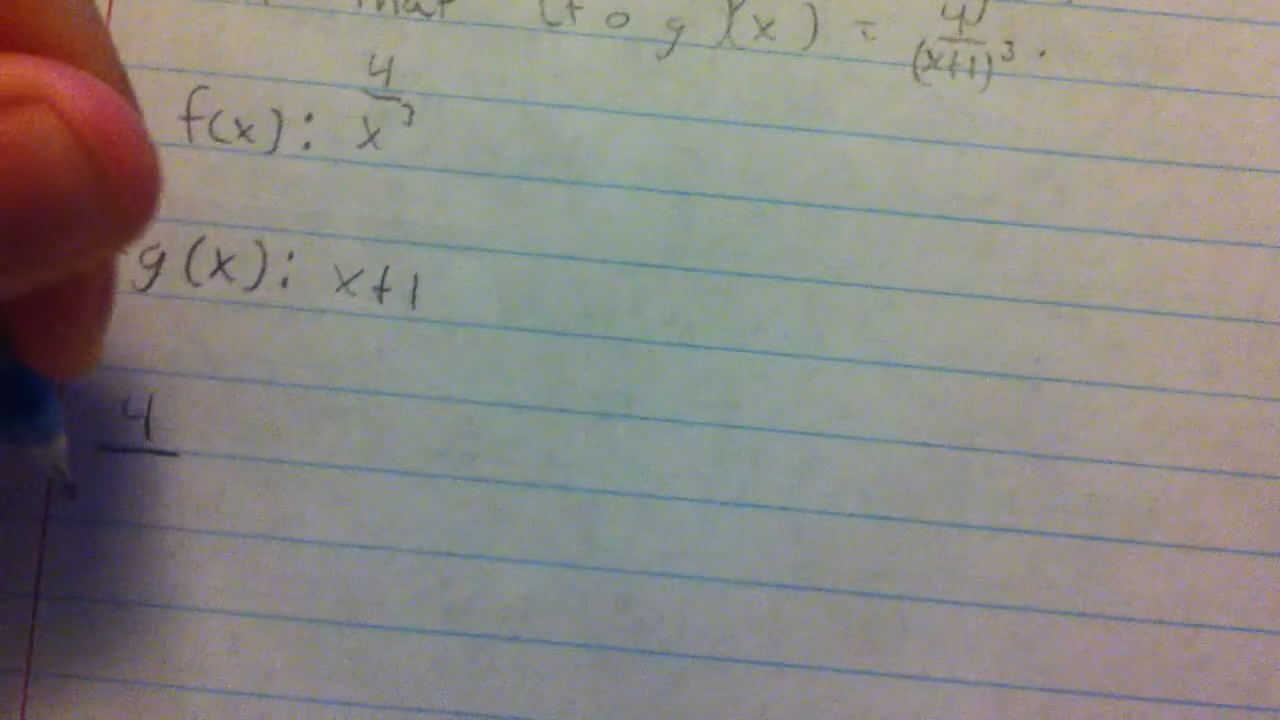 that (f o g)(x) = 4/(x+1)³.
f(x): 4/x³
g(x): x+1
4